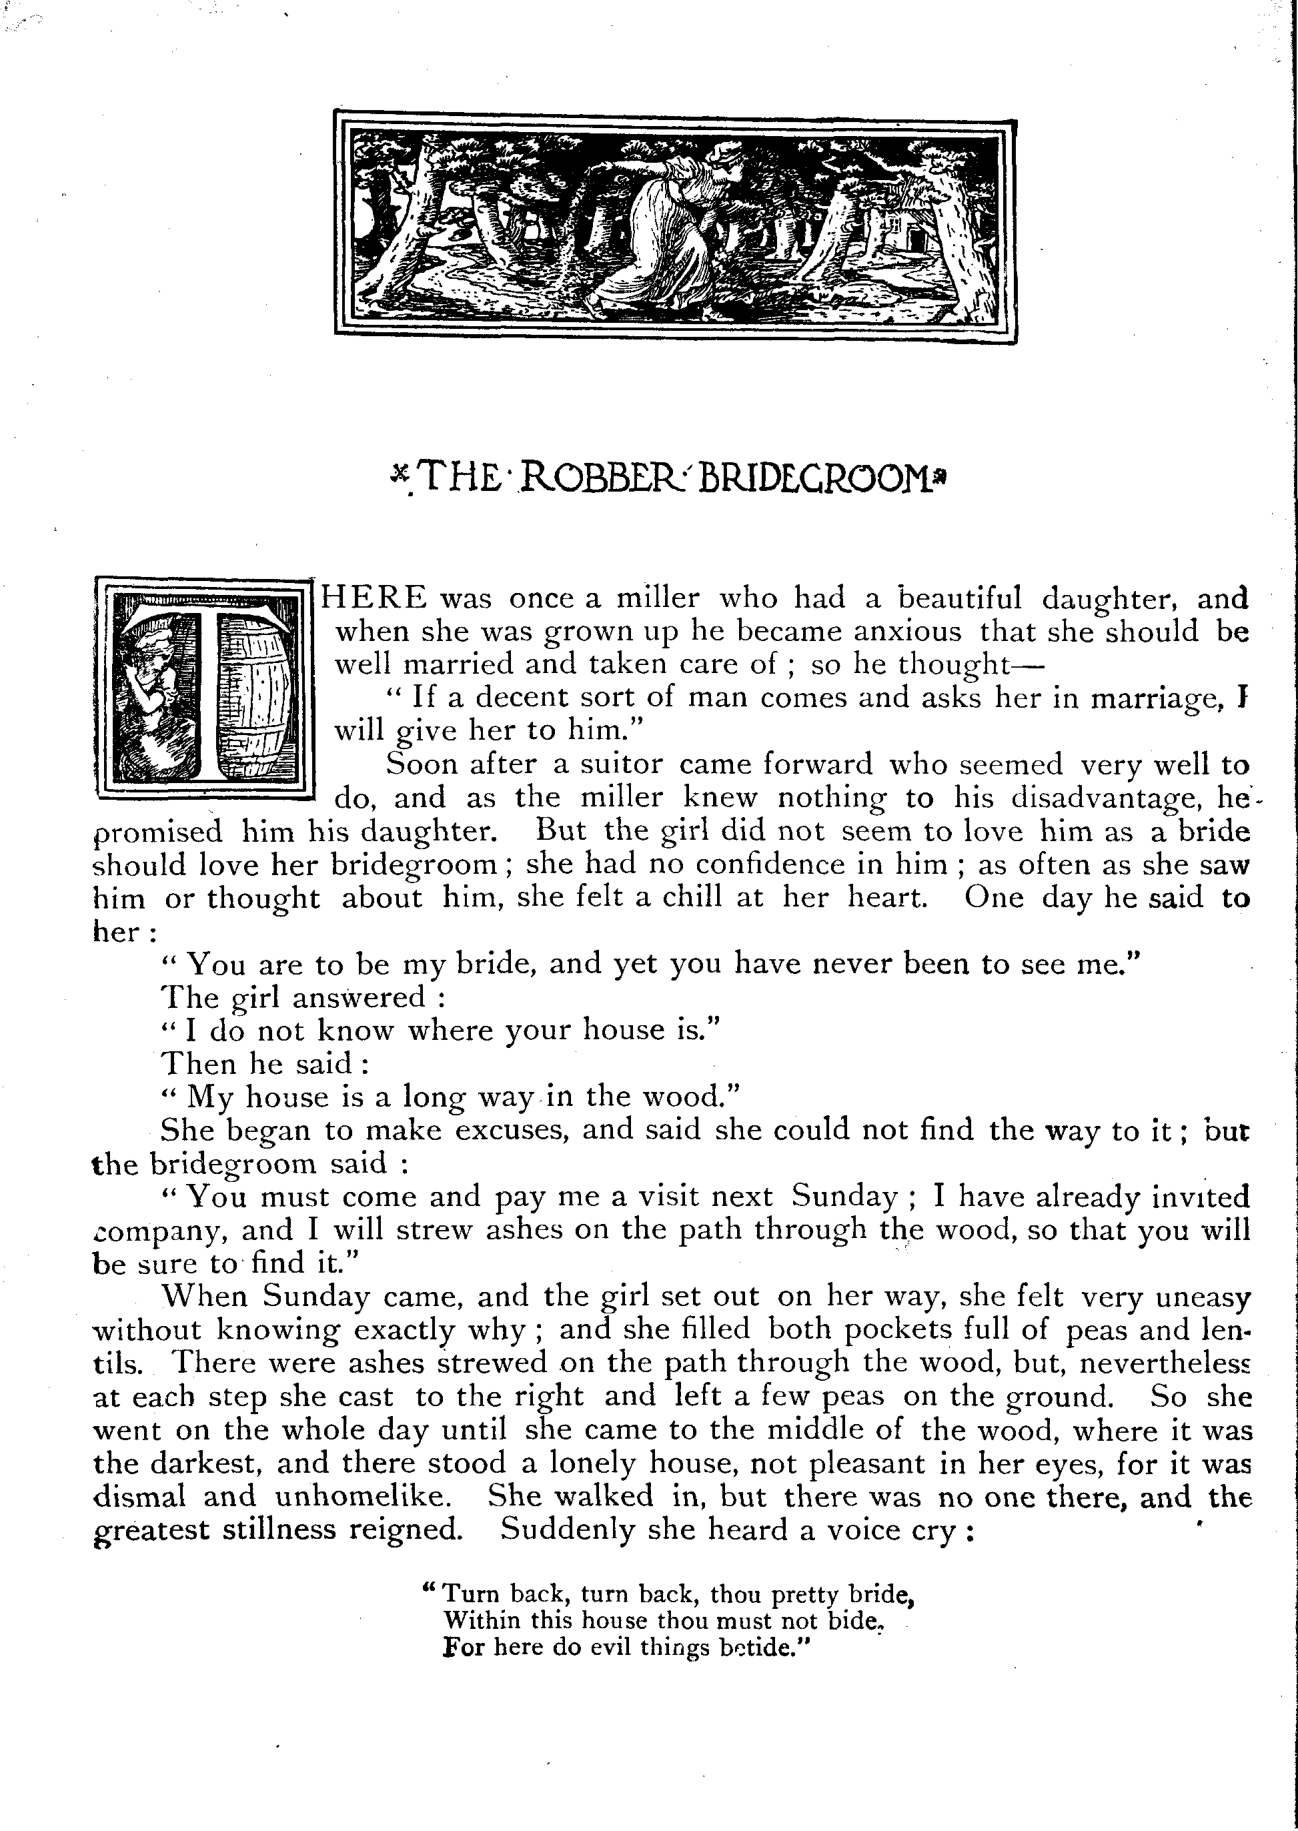 THE ROBBER BRIDEGROOM
THERE was once a miller who had a beautiful daughter, and
when she was grown up he became anxious that she should be
well married and taken care of ; so he thought—
“ If a decent sort of man comes and asks her in marriage, I
will give her to him.”
Soon after a suitor came forward who seemed very well to
do, and as the miller knew nothing to his disadvantage, he
promised him his daughter. But the girl did not seem to love him as a bride
should love her bridegroom ; she had no confidence in him ; as often as she saw
him or thought about him, she felt a chill at her heart. One day he said to
her :
“ You are to be my bride, and yet you have never been to see me.”
The girl answered :
“ I do not know where your house is.”
Then he said :
“ My house is a long way in the wood.”
She began to make excuses, and said she could not find the way to it ; but
the bridegroom said :
“ You must come and pay me a visit next Sunday ; I have already invited
company, and I will strew ashes on the path through the wood, so that you will
be sure to find it.”
When Sunday came, and the girl set out on her way, she felt very uneasy
without knowing exactly why ; and she filled both pockets full of peas and len-
tils. There were ashes strewed on the path through the wood, but, nevertheless
at each step she cast to the right and left a few peas on the ground. So she
went on the whole day until she came to the middle of the wood, where it was
the darkest, and there stood a lonely house, not pleasant in her eyes, for it was
dismal and unhomelike. She walked in, but there was no one there, and the
greatest stillness reigned. Suddenly she heard a voice cry :
“ Turn back, turn back, thou pretty bride,
Within this house thou must not bide,
For here do evil things betide.”